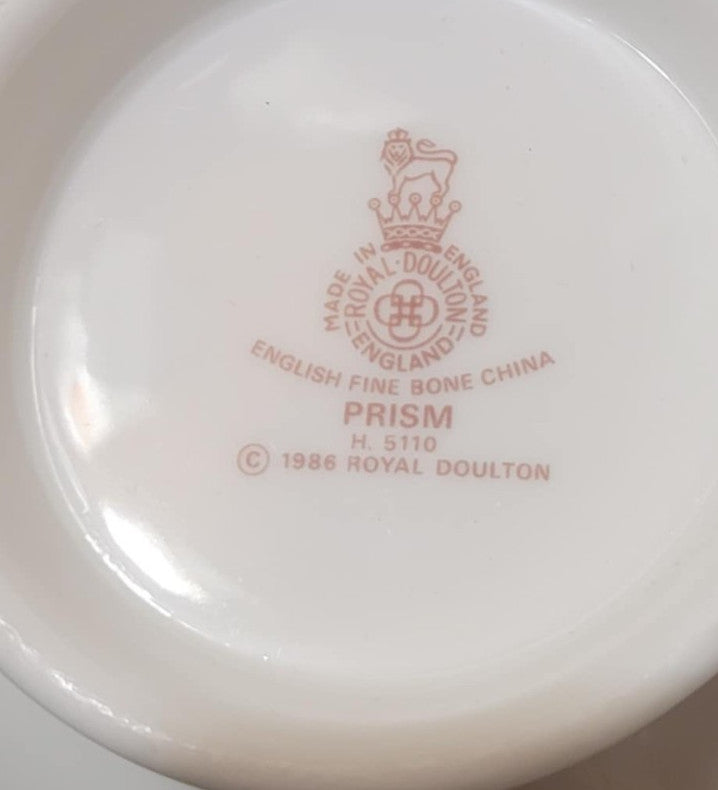 MADE IN ENGLAND
ROYAL·DOULTON
ENGLAND
ENGLISH FINE BONE CHINA
PRISM
H. 5110
© 1986 ROYAL DOULTON